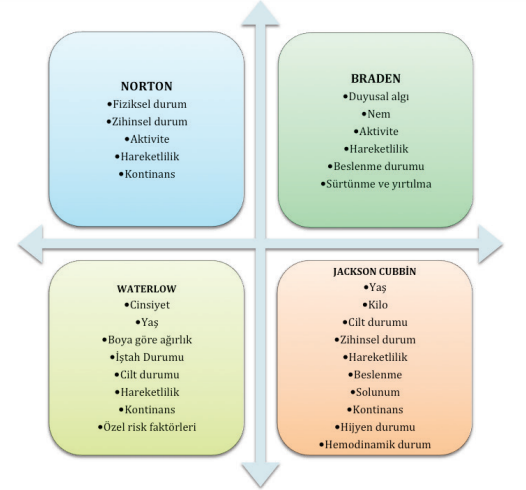 NORTON
•Fiziksel durum
•Zihinsel durum
•Aktivite
•Hareketlilik
•Kontinans
BRADEN
•Duyusal algı
•Nem
•Aktivite
•Hareketlilik
•Beslenme durumu
•Sürtünme ve yırtılma
WATERLOW
•Cinsiyet
•Yaş
•Boya göre ağırlık
•İştah Durumu
•Cilt durumu
•Hareketlilik
•Kontinans
•Özel risk faktörleri
JACKSON CUBBİN
•Yaş
•Kilo
•Cilt durumu
•Zihinsel durum
•Hareketlilik
•Beslenme
•Solunum
•Kontinans
•Hijyen durumu
•Hemodinamik durum